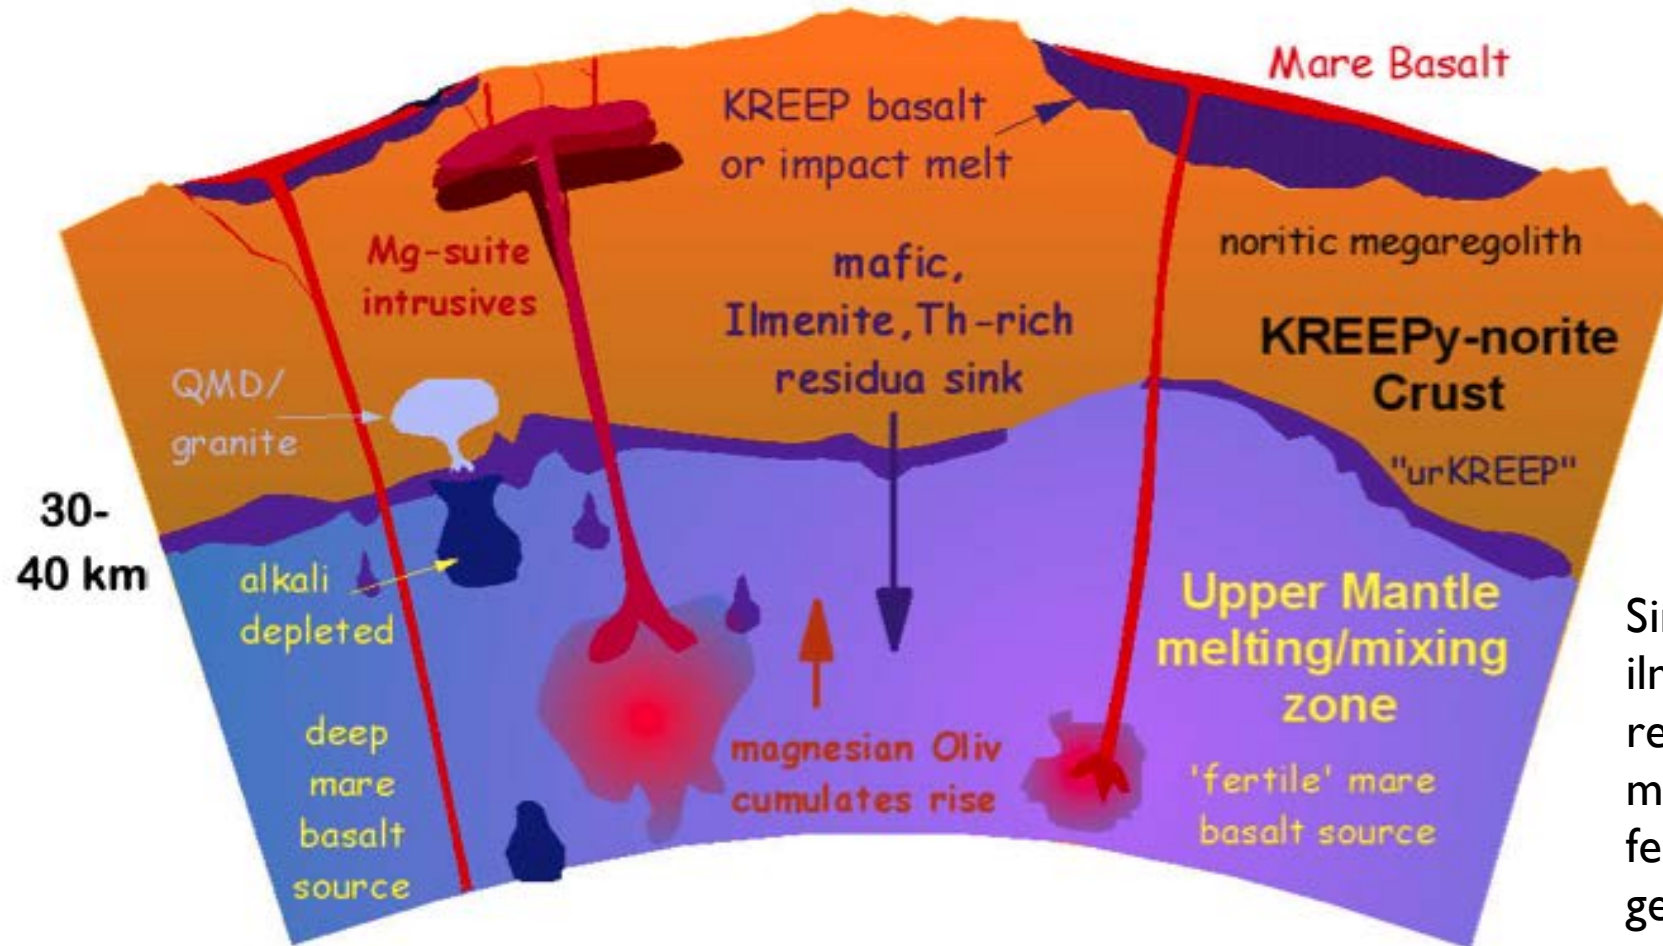 Mare Basalt
KREEP basalt
or impact melt
Mg-suite
intrusives
mafic,
Ilmenite,Th-rich
residua sink
noritic megaregolith
KREEPy-norite
Crust
QMD/
granite
"urKREEP"
30-
40 km
alkali
depleted
Upper Mantle
melting/mixing
zone
deep
mare
basalt
source
magnesian Oliv
cumulates rise
'fertile' mare
basalt source